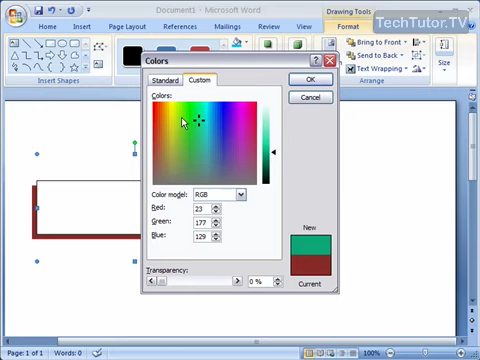 Document1 - Microsoft Word
Drawing Tools
TechTutor.TV
Home
Insert
Page Layout
References
Mailings
Review
View
Format
Insert Shapes
Bring to Front
Send to Back
Text Wrapping
Arrange
Size
Colors
Standard
Custom
OK
Cancel
Colors:
Color model:
RGB
Red:
23
Green:
177
Blue:
129
New
Current
Transparency:
0 %
Page: 1 of 1
Words: 0
100%